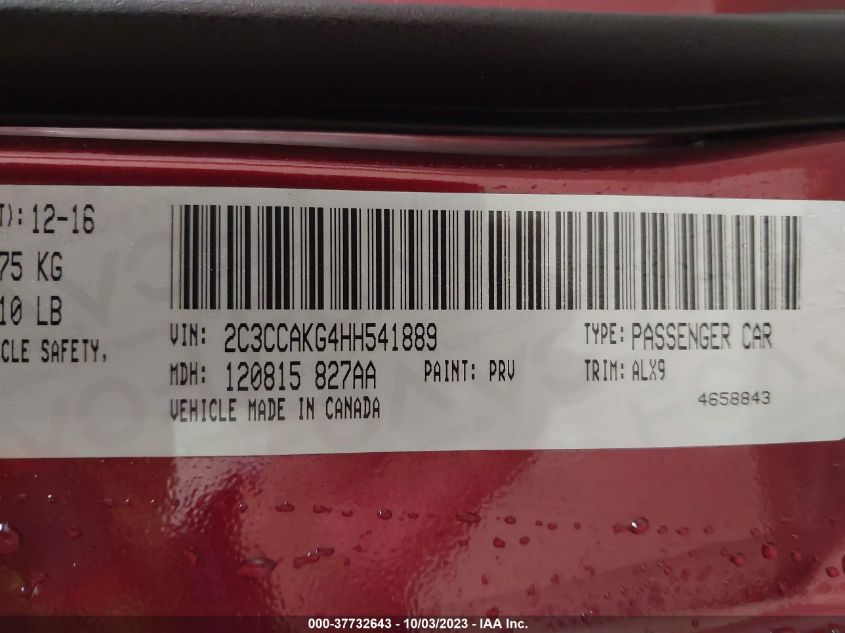 T): 12-16
75 KG
10 LB
CLE SAFETY,
VIN: 2C3CCAKG4HH541889 TYPE: PASSENGER CAR
MDH: 120815 827AA PAINT: PRV TRIM: ALX9
VEHICLE MADE IN CANADA 4658843
000-37732643 - 10/03/2023 - IAA Inc.